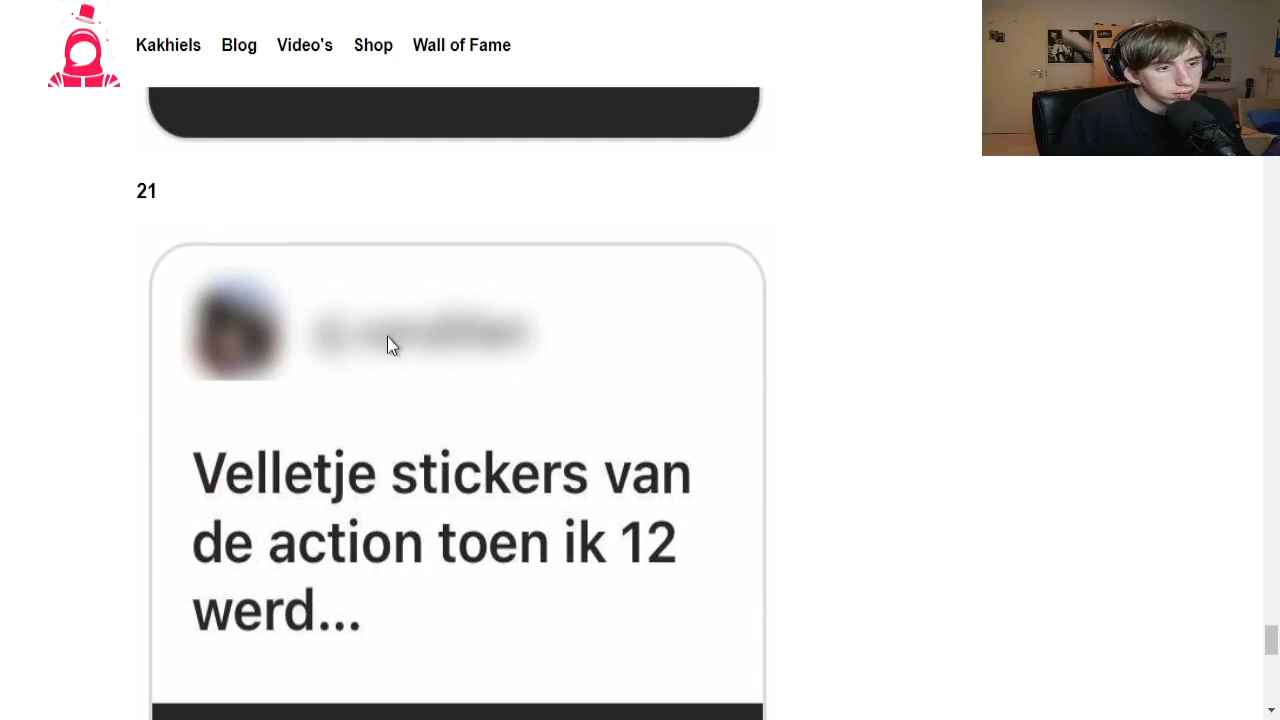 Kakhiels Blog Video's Shop Wall of Fame
21
Velletje stickers van
de action toen ik 12
werd...